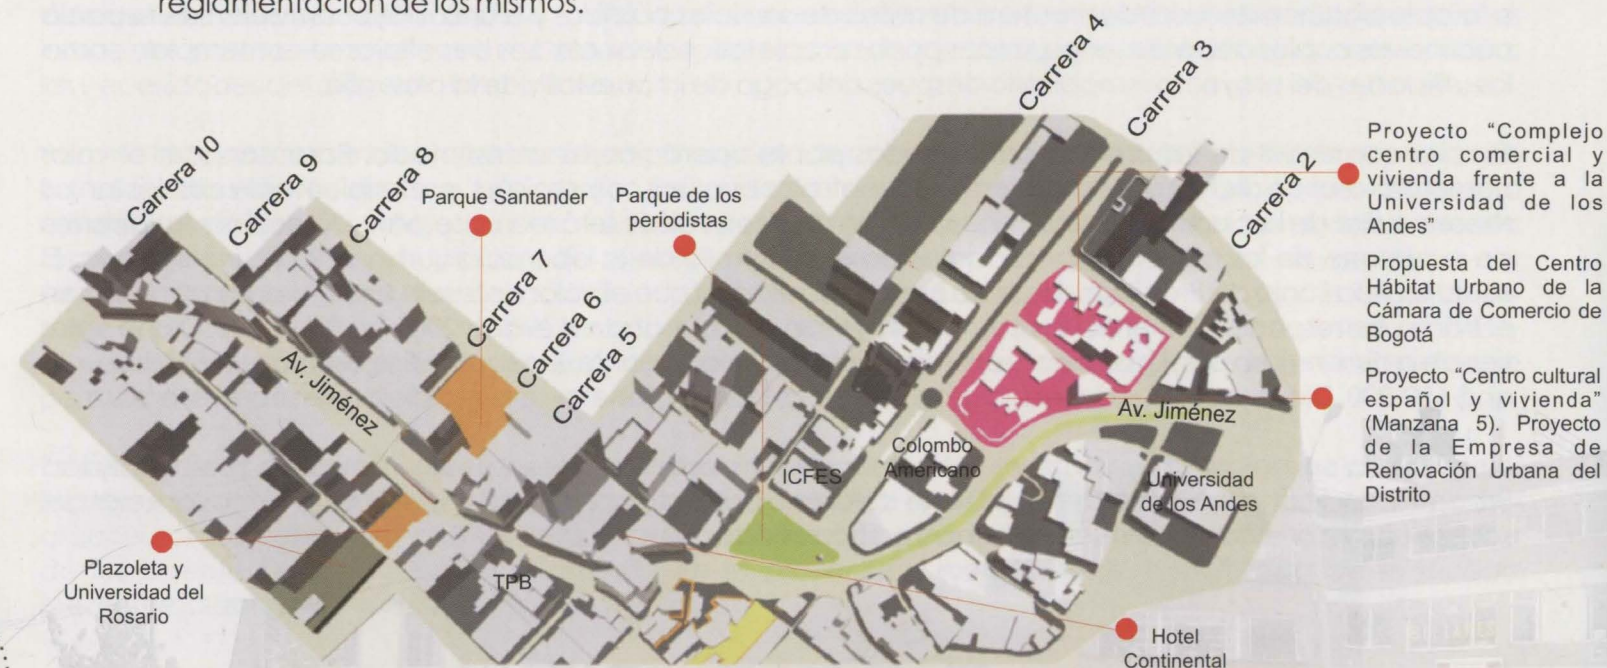 reglamentación de los mismos.
Carrera 10
Carrera 9
Carrera 8
Parque Santander
Parque de los
periodistas
Carrera 7
Carrera 6
Carrera 5
Carrera 4
Carrera 3
Carrera 2
Proyecto “Complejo
centro comercial y
vivienda frente a la
Universidad de los
Andes”
Propuesta del Centro
Hábitat Urbano de la
Cámara de Comercio de
Bogotá
Proyecto “Centro cultural
español y vivienda”
(Manzana 5). Proyecto
de la Empresa de
Renovación Urbana del
Distrito
Av. Jiménez
Av. Jiménez
Colombo
Americano
ICFES
Universidad
de los Andes
Plazoleta y
Universidad del
Rosario
TPB
Hotel
Continental